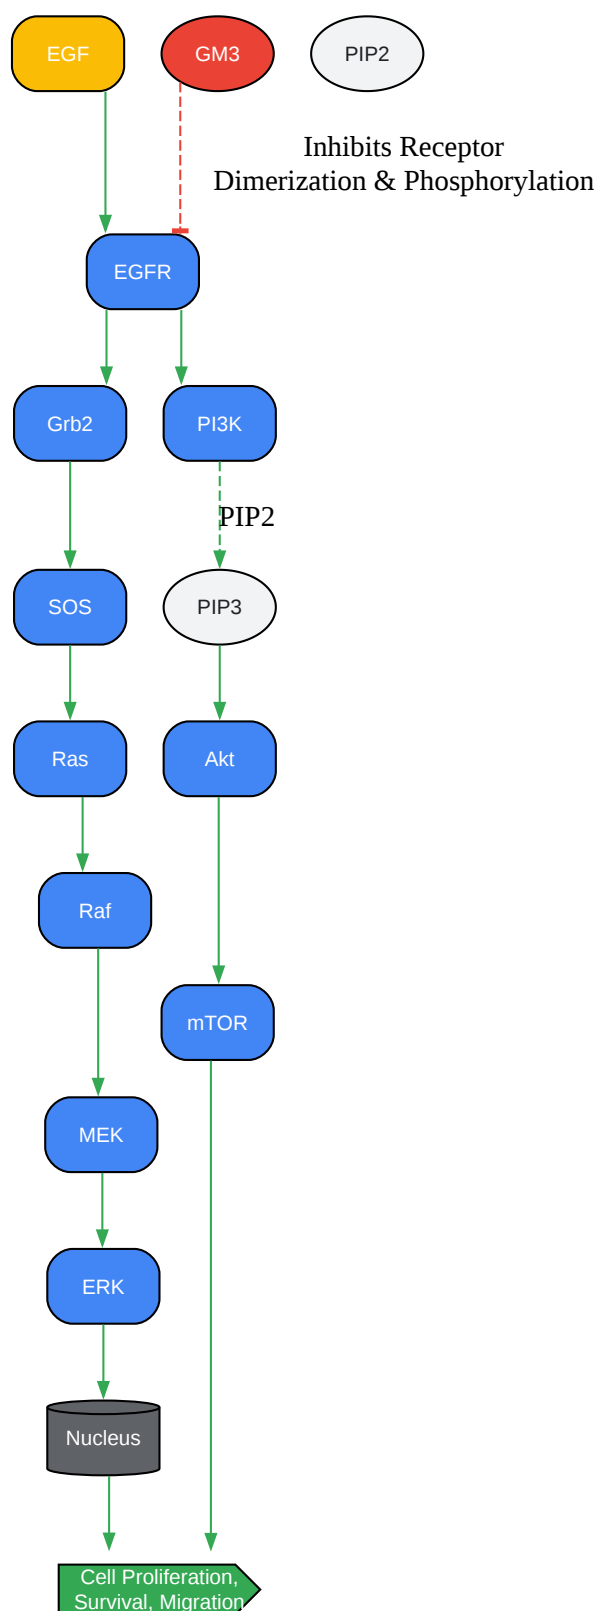 EGF
GM3
PIP2
Inhibits Receptor
Dimerization & Phosphorylation
EGFR
Grb2
PI3K
PIP2
SOS
PIP3
Ras
Akt
Raf
mTOR
MEK
ERK
Nucleus
Cell Proliferation,
Survival, Migration